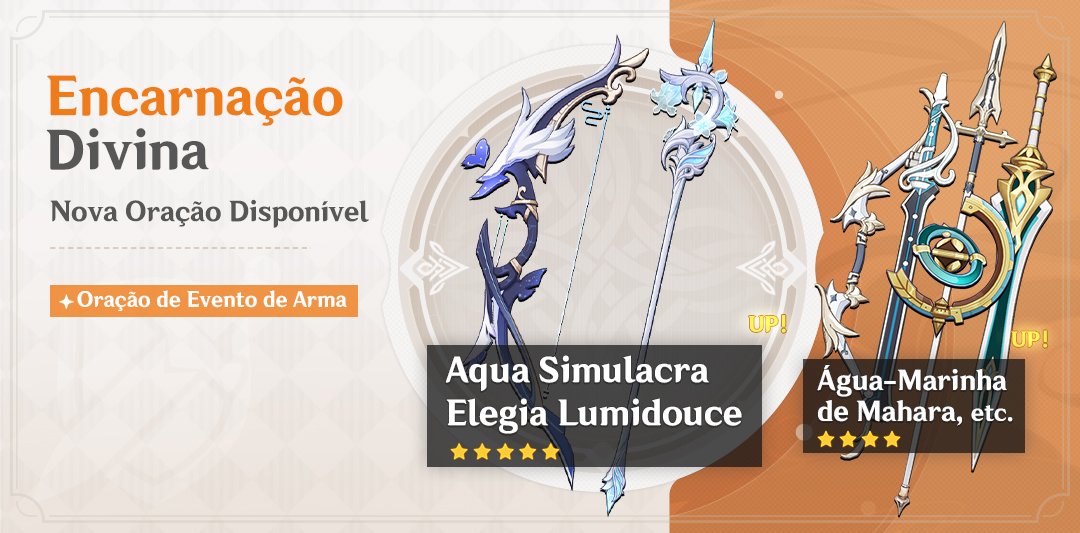 Encarnação
Divina
Nova Oração Disponível
Oração de Evento de Arma
UP!
Aqua Simulacra
Elegia Lumidouce
UP!
Água-Marinha
de Mahara, etc.